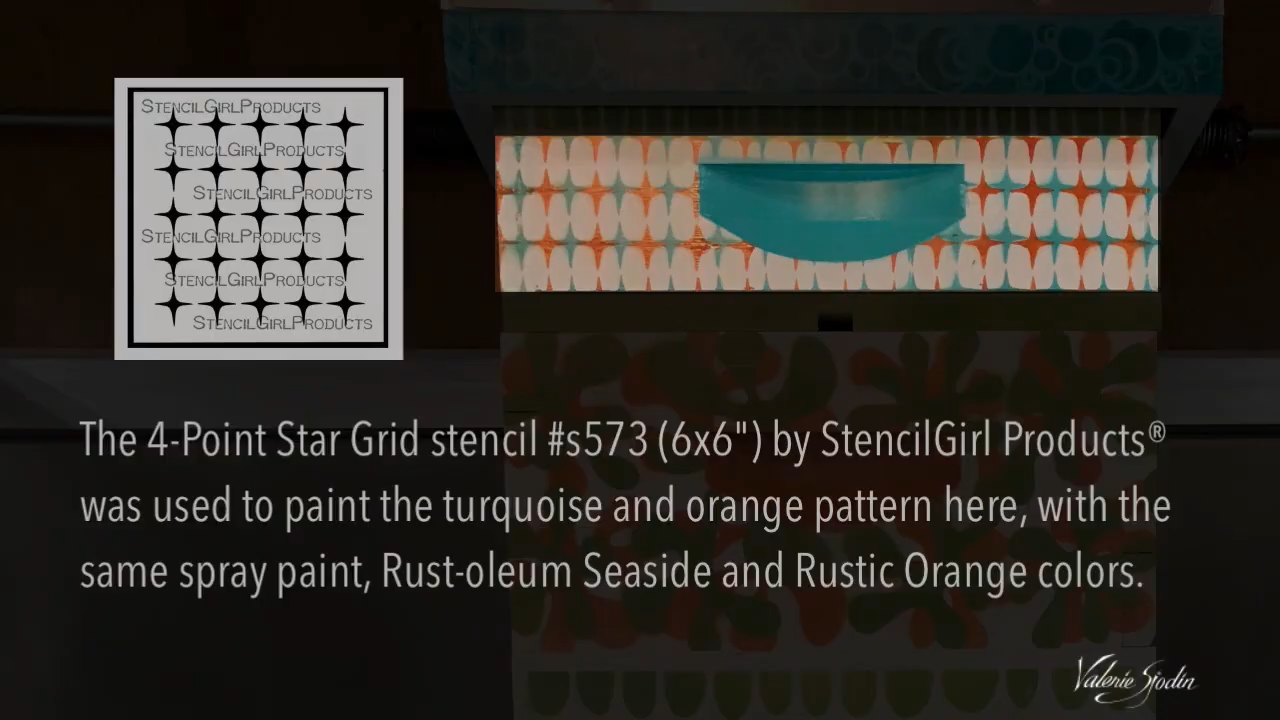 StencilGirlProducts
StencilGirlProducts
StencilGirlProducts
StencilGirlProducts
StencilGirlProducts
StencilGirlProducts
The 4-Point Star Grid stencil #s573 (6x6") by StencilGirl Products®
was used to paint the turquoise and orange pattern here, with the
same spray paint, Rust-oleum Seaside and Rustic Orange colors.
Valerie Sjodin